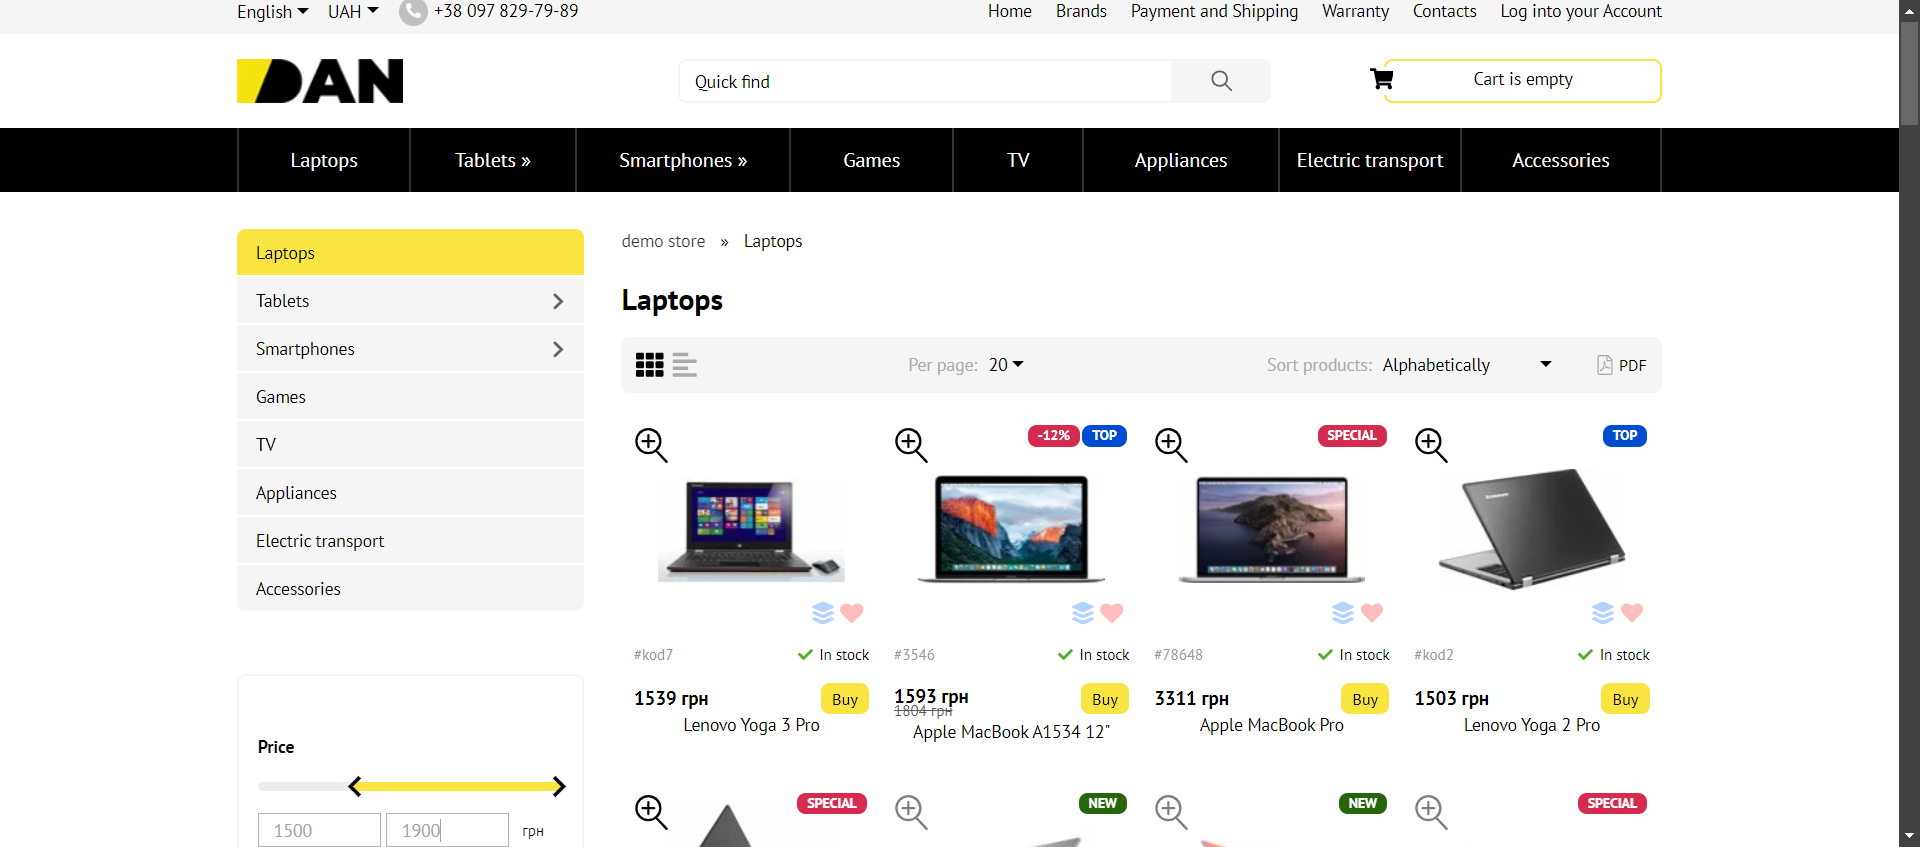 English UAH +38 097 829-79-89 Home Brands Payment and Shipping Warranty Contacts Log into your Account
DAN Quick find Cart is empty
Laptops Tablets » Smartphones » Games TV Appliances Electric transport Accessories
Laptops
Tablets
Smartphones
Games
TV
Appliances
Electric transport
Accessories
Price
1500 1900 грн
demo store » Laptops
Laptops
Per page: 20 Sort products: Alphabetically PDF
-12% TOP SPECIAL TOP
#kod7 In stock #3546 In stock #78648 In stock #kod2 In stock
1539 грн Buy 1593 грн Buy 3311 грн Buy 1503 грн Buy
1804 грн
Lenovo Yoga 3 Pro Apple MacBook A1534 12" Apple MacBook Pro Lenovo Yoga 2 Pro
SPECIAL NEW NEW SPECIAL